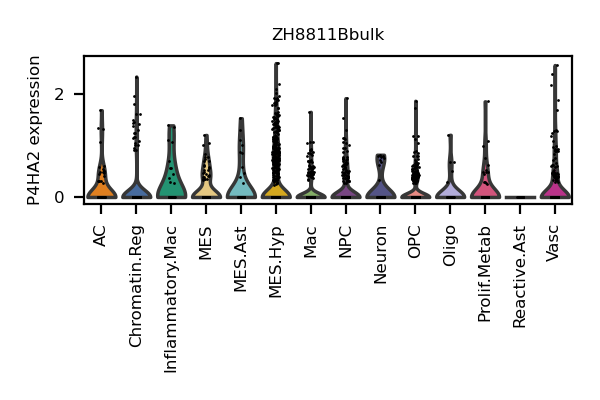 ZH8811Bbulk
P4HA2 expression
2
0
AC
Chromatin.Reg
Inflammatory.Mac
MES
MES.Ast
MES.Hyp
Mac
NPC
Neuron
OPC
Oligo
Prolif.Metab
Reactive.Ast
Vasc